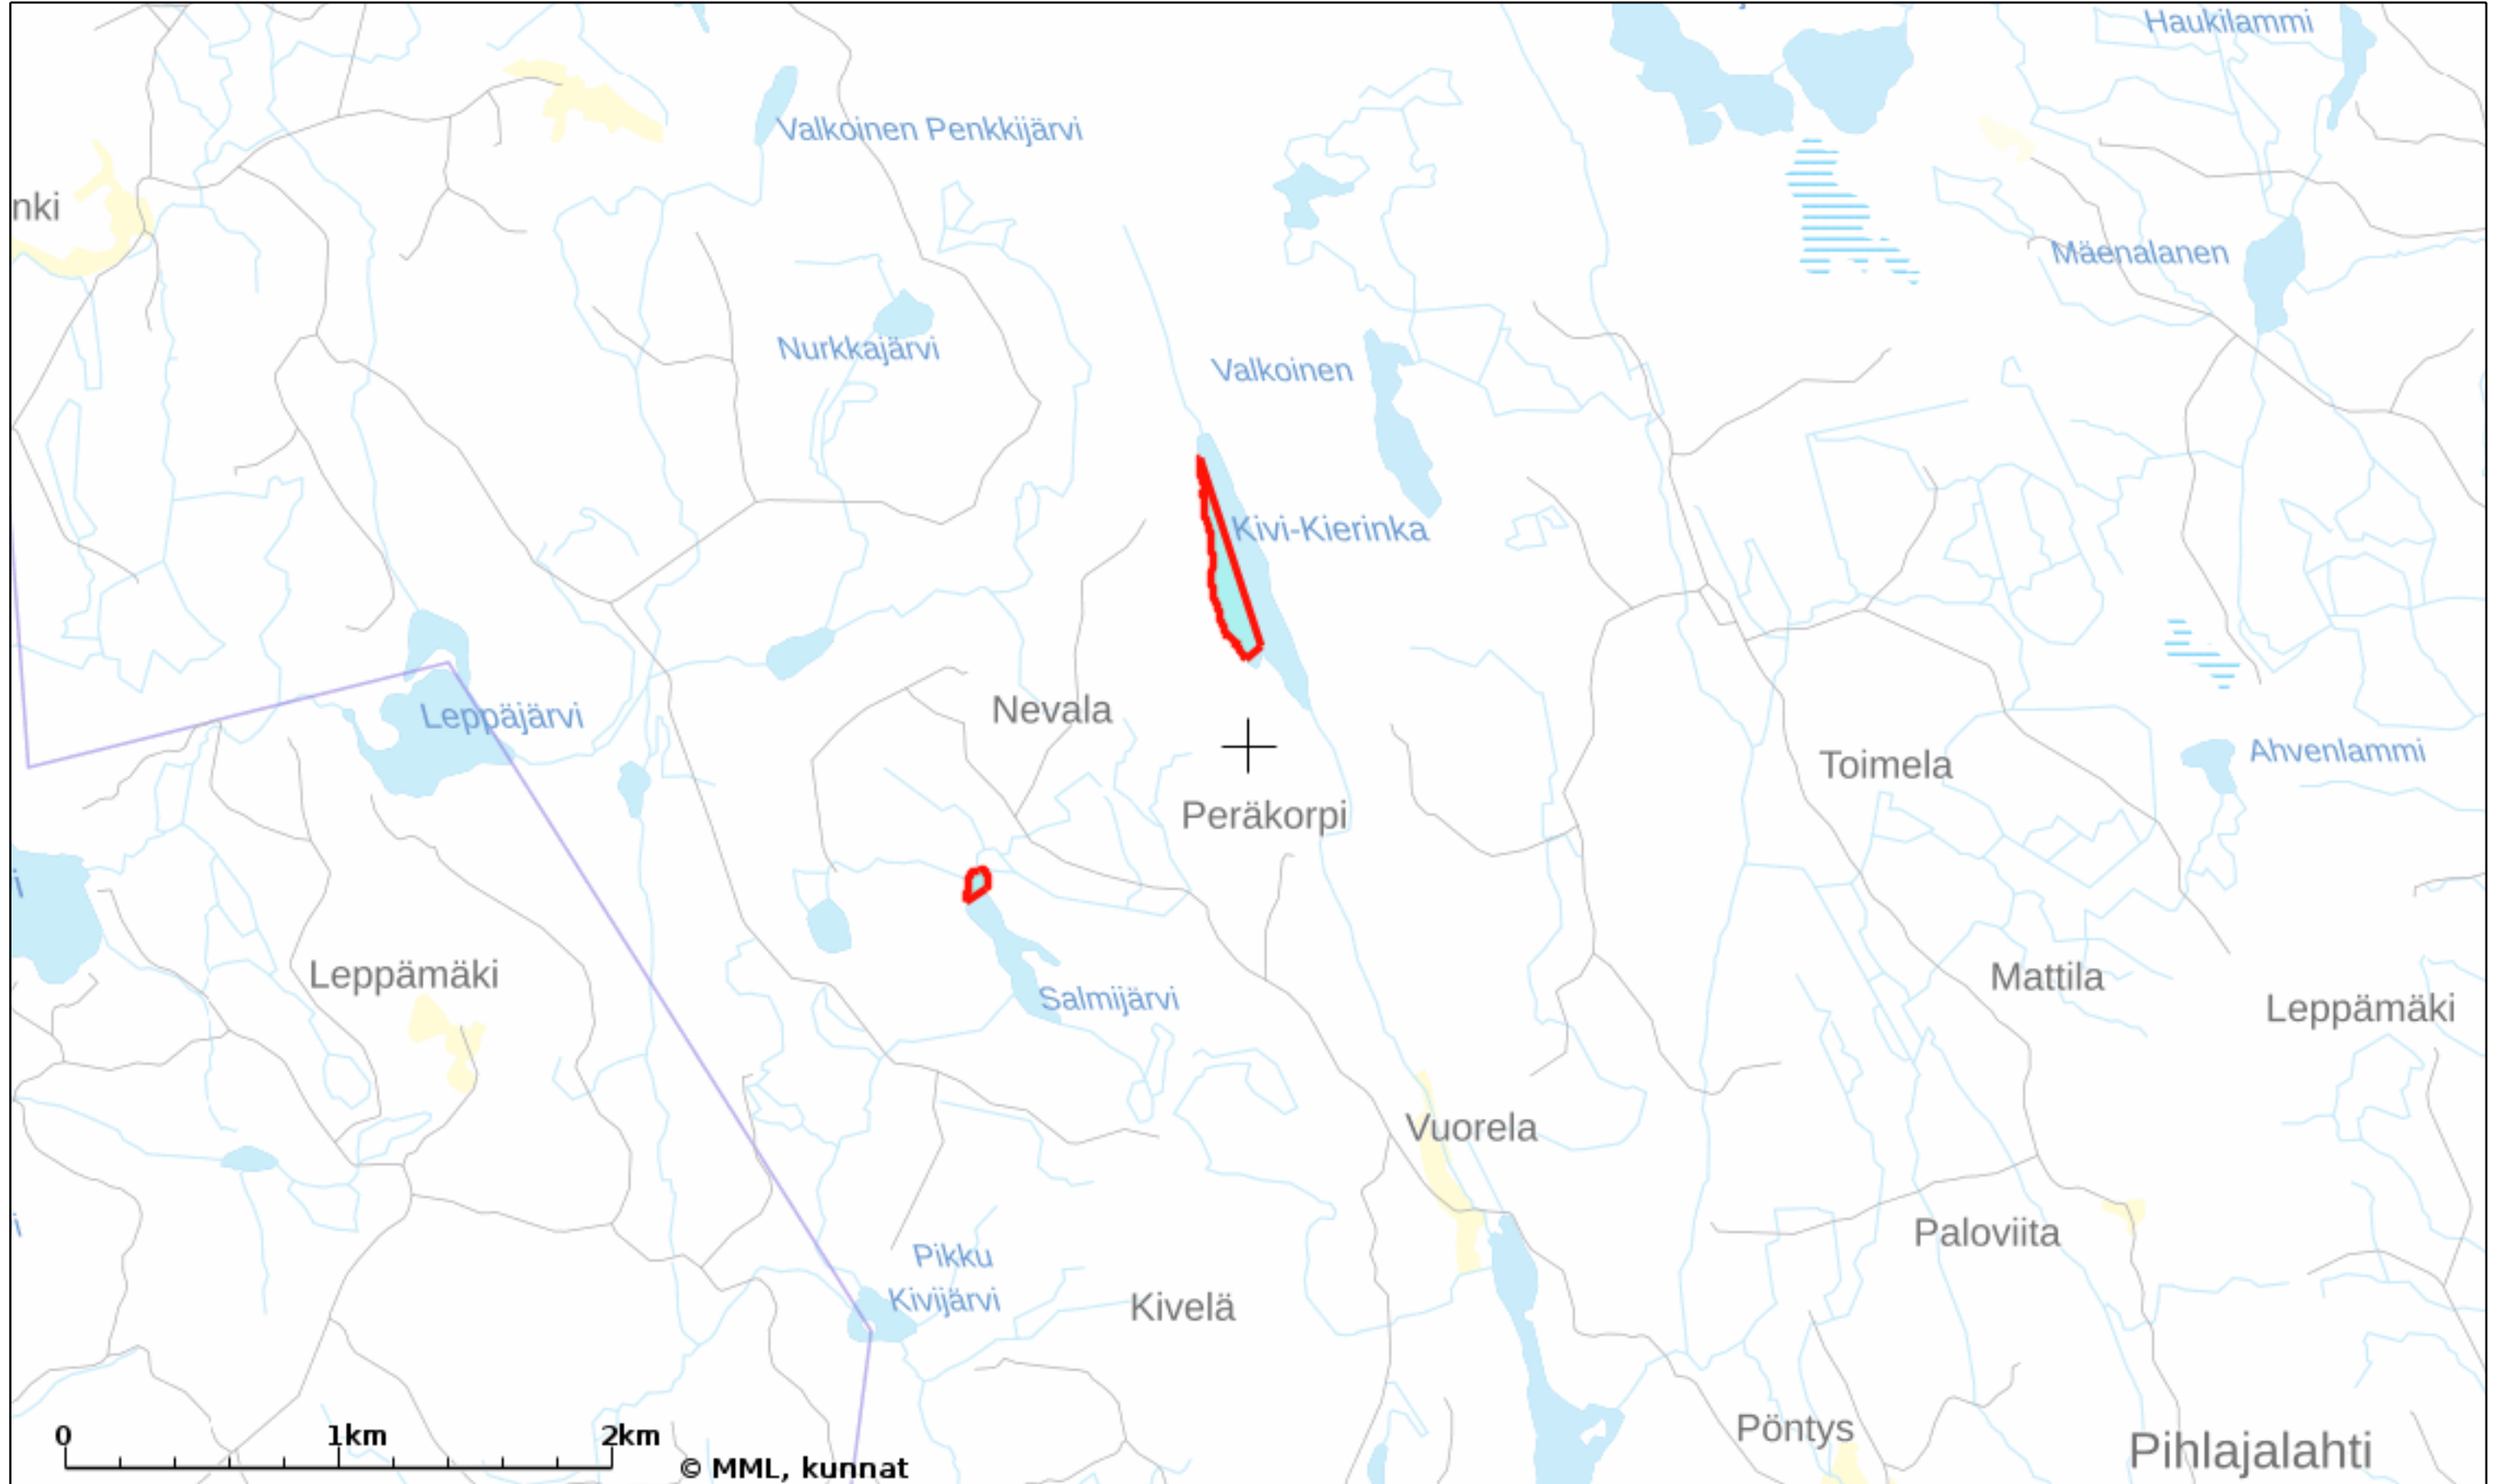 Haukilammi
Valkoinen Penkkijärvi
nki
Mäenalanen
Nurkkajärvi
Valkoinen
Kivi-Kierinka
Nevala
Leppäjärvi
Toimela
Ahvenlammi
Peräkorpi
i
Leppämäki
Mattila
Salmijärvi
Leppämäki
Vuorela
i
Paloviita
Pikku
Kivijärvi
Kivelä
Pöntys
Pihlajalahti
0 1km 2km
© MML, kunnat